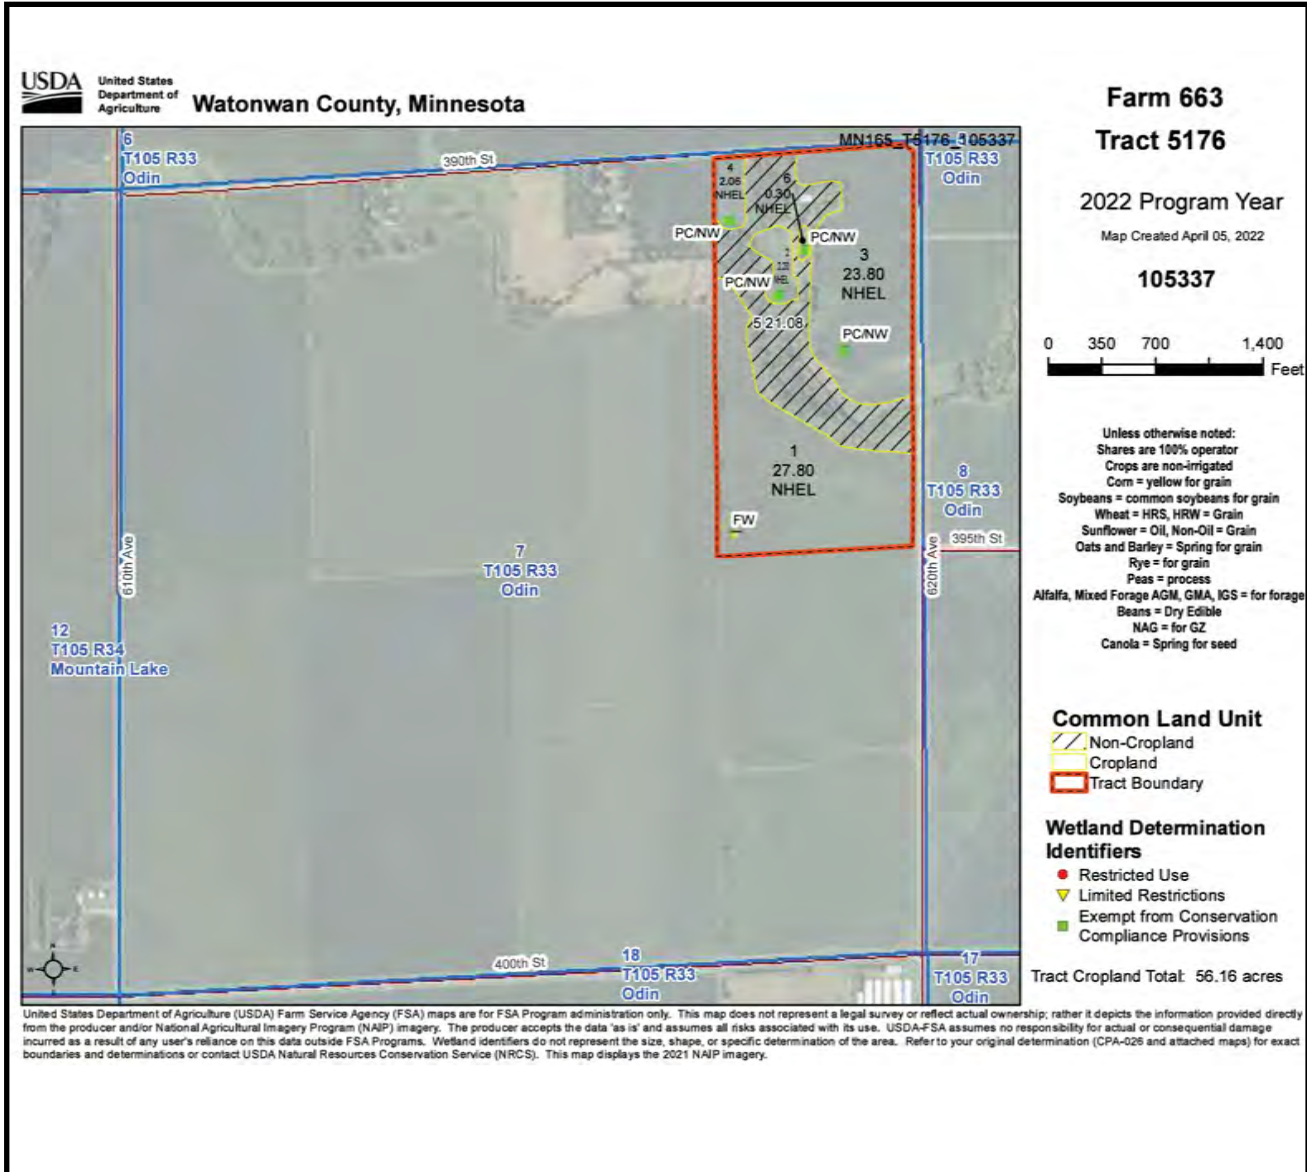 USDA
United States
Department of
Agriculture
Watonwan County, Minnesota
Farm 663
Tract 5176
2022 Program Year
Map Created April 05, 2022
105337
0 350 700 1,400
Feet
Unless otherwise noted:
Shares are 100% operator
Crops are non-irrigated
Corn = yellow for grain
Soybeans = common soybeans for grain
Wheat = HRS, HRW = Grain
Sunflower = Oil, Non-Oil = Grain
Oats and Barley = Spring for grain
Rye = for grain
Peas = process
Alfalfa, Mixed Forage AGM, GMA, IGS = for forage
Beans = Dry Edible
NAG = for GZ
Canola = Spring for seed
Common Land Unit
Non-Cropland
Cropland
Tract Boundary
Wetland Determination
Identifiers
Restricted Use
Limited Restrictions
Exempt from Conservation
Compliance Provisions
Tract Cropland Total: 56.16 acres
6
T105 R33
Odin
390th St
MN165_T5176_105337
T105 R33
Odin
4
2.06
NHEL
6
0.30
NHEL
PC/NW
PC/NW
3
23.80
NHEL
2
NHEL
PC/NW
5 21.08
PC/NW
1
27.80
NHEL
FW
8
T105 R33
Odin
395th St
610th Ave
620th Ave
7
T105 R33
Odin
12
T105 R34
Mountain Lake
400th St
18
T105 R33
Odin
17
T105 R33
Odin
N
W
E
United States Department of Agriculture (USDA) Farm Service Agency (FSA) maps are for FSA Program administration only. This map does not represent a legal survey or reflect actual ownership; rather it depicts the information provided directly
from the producer and/or National Agricultural Imagery Program (NAIP) imagery. The producer accepts the data 'as is' and assumes all risks associated with its use. USDA-FSA assumes no responsibility for actual or consequential damage
incurred as a result of any user's reliance on this data outside FSA Programs. Wetland identifiers do not represent the size, shape, or specific determination of the area. Refer to your original determination (CPA-026 and attached maps) for exact
boundaries and determinations or contact USDA Natural Resources Conservation Service (NRCS). This map displays the 2021 NAIP imagery.